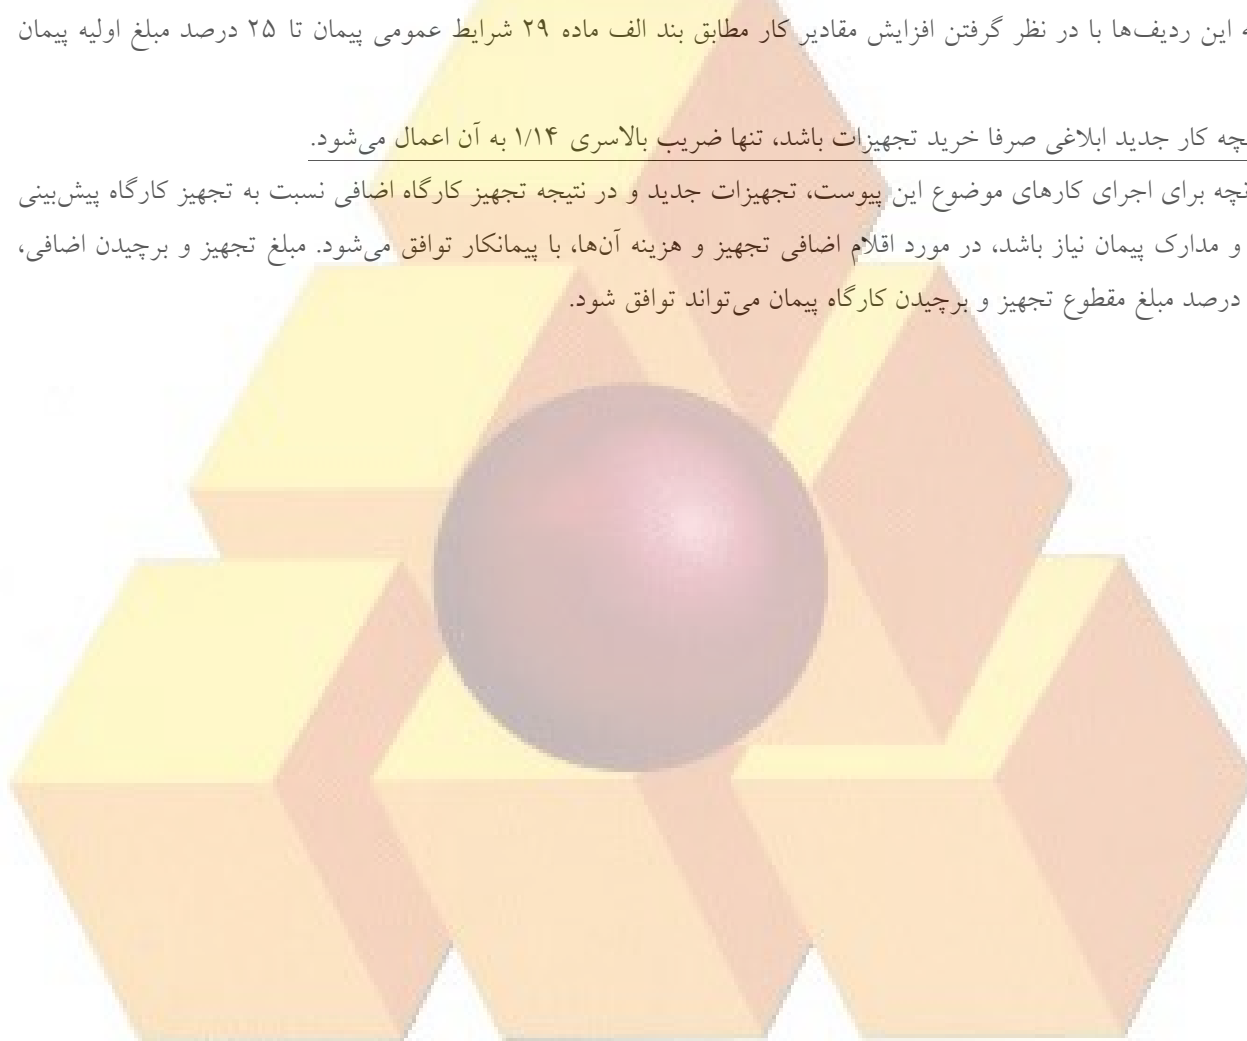 ه این ردیف‌ها با در نظر گرفتن افزایش مقادیر کار مطابق بند الف ماده ۲۹ شرایط عمومی پیمان تا ۲۵ درصد مبلغ اولیه پیمان
نچه کار جدید ابلاغی صرفا خرید تجهیزات باشد، تنها ضریب بالاسری ۱/۱۴ به آن اعمال می‌شود.
نچه برای اجرای کارهای موضوع این پیوست، تجهیزات جدید و در نتیجه تجهیز کارگاه اضافی نسبت به تجهیز کارگاه پیش‌بینی
و مدارک پیمان نیاز باشد، در مورد اقلام اضافی تجهیز و هزینه آن‌ها، با پیمانکار توافق می‌شود. مبلغ تجهیز و برچیدن اضافی،
درصد مبلغ مقطوع تجهیز و برچیدن کارگاه پیمان می‌تواند توافق شود.